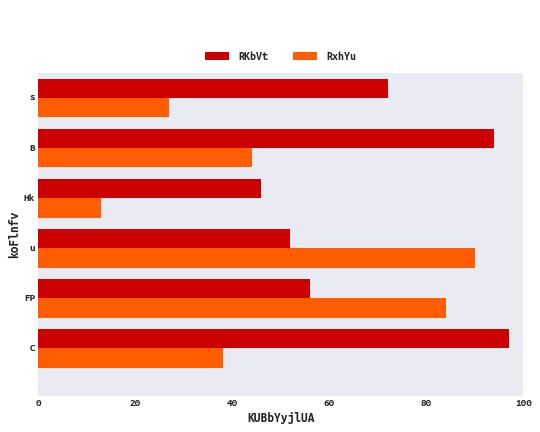 RKbVt RxhYu
s
B
Hk
u
FP
C
koFlnfv
0 20 40 60 80 100
KUBbYyjlUA